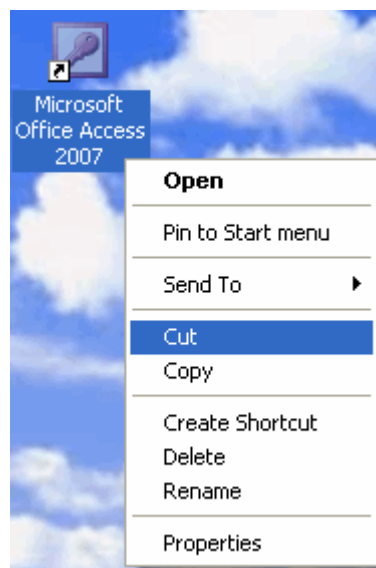 Microsoft
Office Access
2007
Open
Pin to Start menu
Send To
Cut
Copy
Create Shortcut
Delete
Rename
Properties